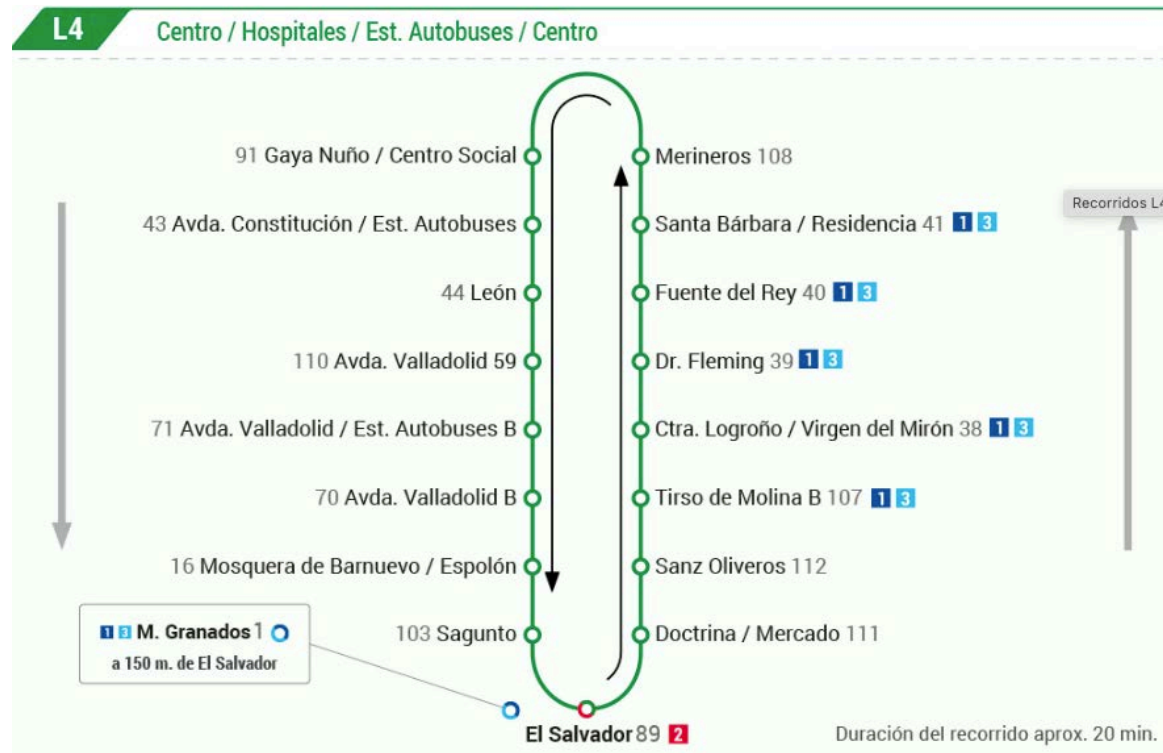 L4 Centro / Hospitales / Est. Autobuses / Centro
91 Gaya Nuño / Centro Social
Merineros 108
43 Avda. Constitución / Est. Autobuses
Santa Bárbara / Residencia 41 1 3
Recorridos L4
44 León
Fuente del Rey 40 1 3
110 Avda. Valladolid 59
Dr. Fleming 39 1 3
71 Avda. Valladolid / Est. Autobuses B
Ctra. Logroño / Virgen del Mirón 38 1 3
70 Avda. Valladolid B
Tirso de Molina B 107 1 3
16 Mosquera de Barnuevo / Espolón
Sanz Oliveros 112
1 3 M. Granados 1
a 150 m. de El Salvador
103 Sagunto
Doctrina / Mercado 111
El Salvador 89 2
Duración del recorrido aprox. 20 min.